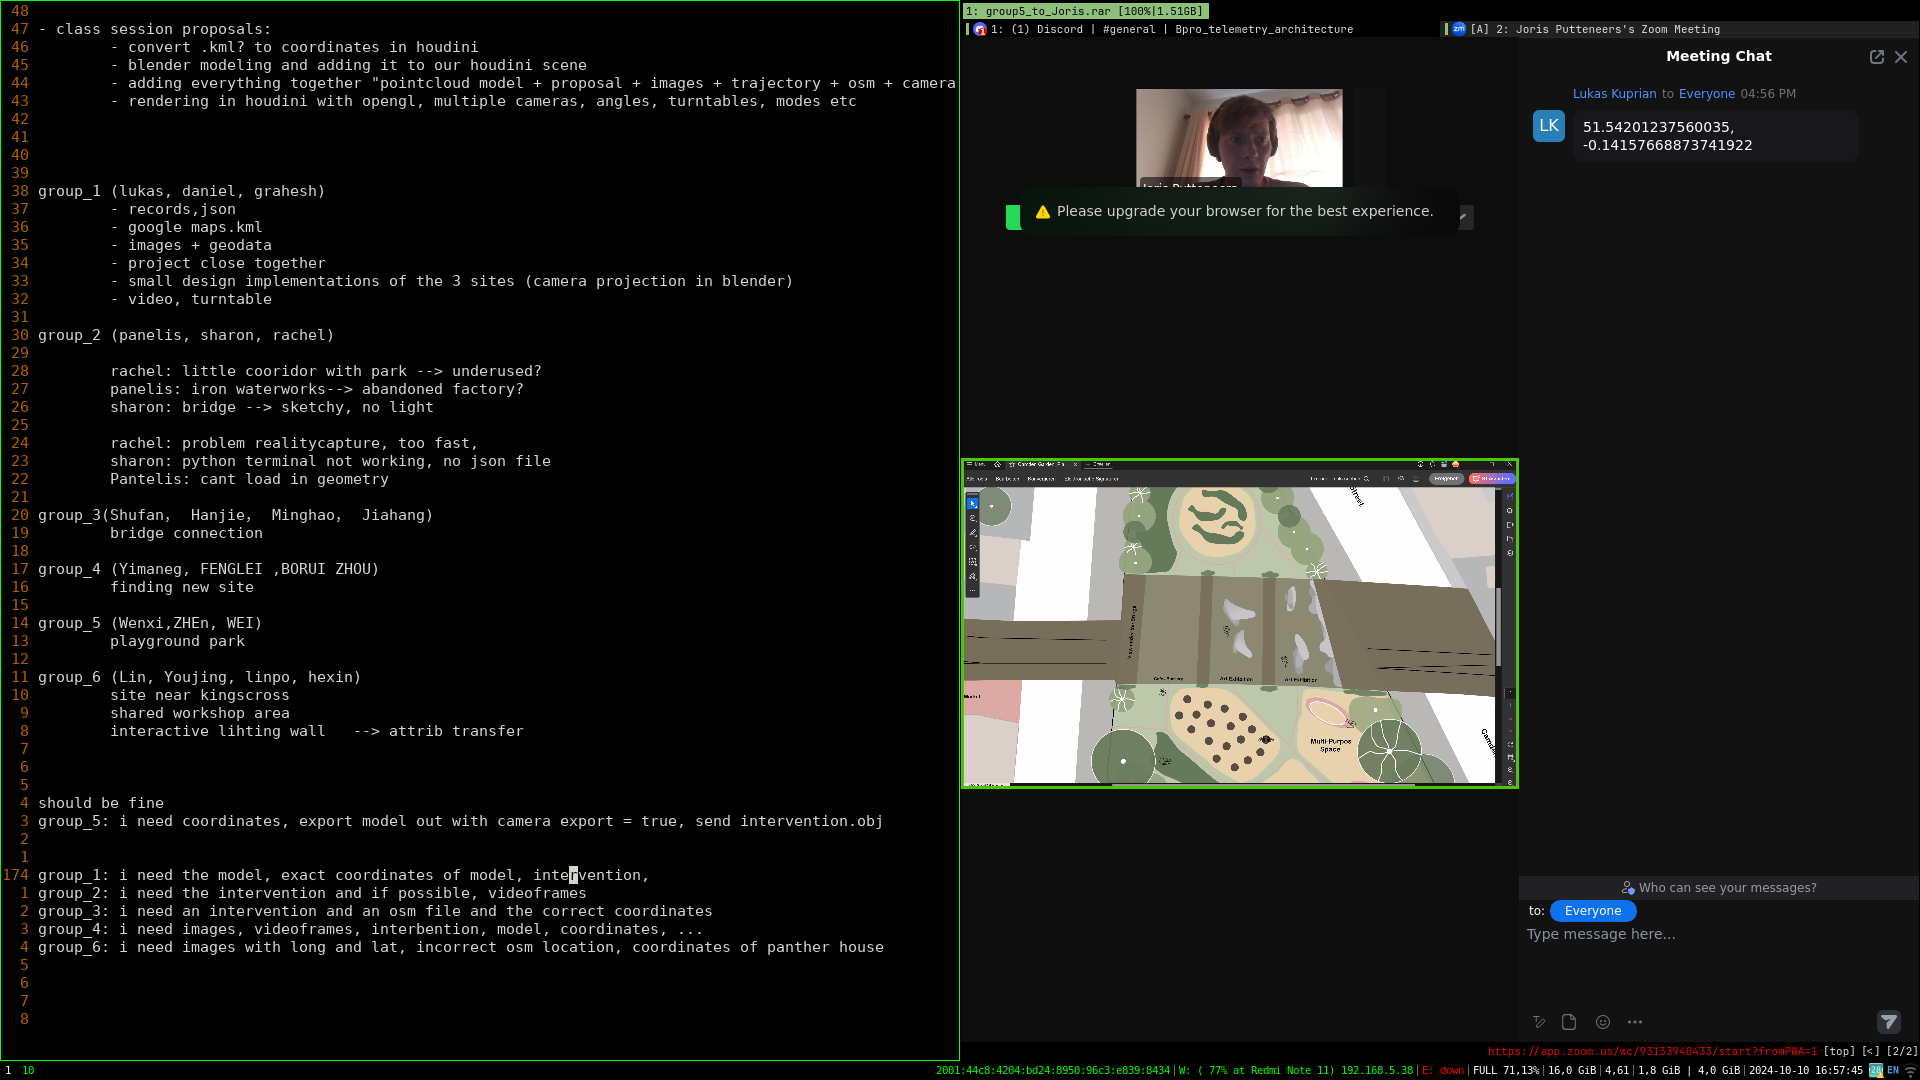 48
47 - class session proposals:
46 - convert .kml? to coordinates in houdini
45 - blender modeling and adding it to our houdini scene
44 - adding everything together "pointcloud model + proposal + images + trajectory + osm + camera
43 - rendering in houdini with opengl, multiple cameras, angles, turntables, modes etc
42
41
40
39
38 group_1 (lukas, daniel, grahesh)
37 - records,json
36 - google maps.kml
35 - images + geodata
34 - project close together
33 - small design implementations of the 3 sites (camera projection in blender)
32 - video, turntable
31
30 group_2 (panelis, sharon, rachel)
29
28 rachel: little cooridor with park --> underused?
27 panelis: iron waterworks--> abandoned factory?
26 sharon: bridge --> sketchy, no light
25
24 rachel: problem realitycapture, too fast,
23 sharon: python terminal not working, no json file
22 Pantelis: cant load in geometry
21
20 group_3(Shufan, Hanjie, Minghao, Jiahang)
19 bridge connection
18
17 group_4 (Yimaneg, FENGLEI ,BORUI ZHOU)
16 finding new site
15
14 group_5 (Wenxi,ZHEn, WEI)
13 playground park
12
11 group_6 (Lin, Youjing, linpo, hexin)
10 site near kingscross
9 shared workshop area
8 interactive lihting wall --> attrib transfer
7
6
5
4 should be fine
3 group_5: i need coordinates, export model out with camera export = true, send intervention.obj
2
1
174 group_1: i need the model, exact coordinates of model, intervention,
1 group_2: i need the intervention and if possible, videoframes
2 group_3: i need an intervention and an osm file and the correct coordinates
3 group_4: i need images, videoframes, interbention, model, coordinates, ...
4 group_6: i need images with long and lat, incorrect osm location, coordinates of panther house
5
6
7
8
1: group5_to_Joris.rar [100%|1.51GB]
1: (1) Discord | #general | Bpro_telemetry_architecture
zm [A] 2: Joris Putteneers's Zoom Meeting
Joris Putteneers
Please upgrade your browser for the best experience.
Art Exhibition
Art Exhibition
Multi-Purpos
Space
Market
Meeting Chat
Lukas Kuprian to Everyone 04:56 PM
LK
51.54201237560035,
-0.14157668873741922
Who can see your messages?
to: Everyone
Type message here...
https://app.zoom.us/wc/93133940433/start?fromPWA=1 [top] [<] [2/2]
1 10
2001:44c8:4204:bd24:8950:96c3:e839:8434 | W: ( 77% at Redmi Note 11) 192.168.5.38 | E: down | FULL 71,13% | 16,0 GiB | 4,61 | 1,8 GiB | 4,0 GiB | 2024-10-10 16:57:45 EN